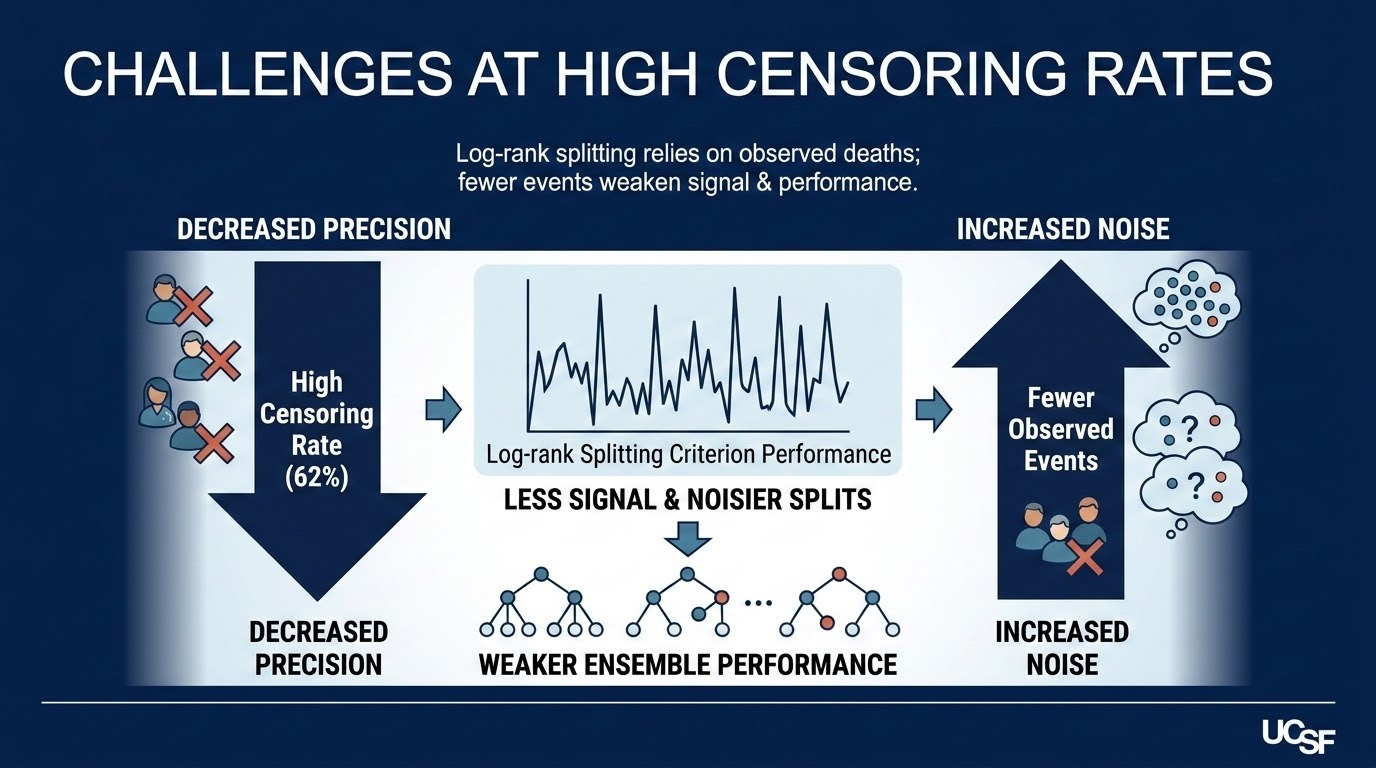 CHALLENGES AT HIGH CENSORING RATES
Log-rank splitting relies on observed deaths;
fewer events weaken signal & performance.
DECREASED PRECISION
INCREASED NOISE
High
Censoring
Rate
(62%)
Log-rank Splitting Criterion Performance
LESS SIGNAL & NOISIER SPLITS
Fewer
Observed
Events
?
?
...
DECREASED
PRECISION
WEAKER ENSEMBLE PERFORMANCE
INCREASED
NOISE
UCSF